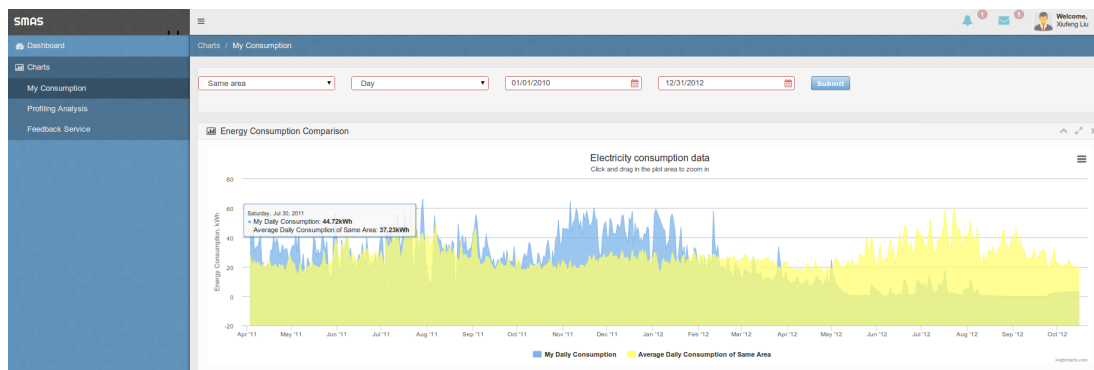 SMAS
1
1
Welcome,
Xiufeng Liu
Dashboard
Charts / My Consumption
Charts
My Consumption
Profiling Analysis
Feedback Service
Same area
Day
01/01/2010
12/31/2012
Submit
Energy Consumption Comparison
Electricity consumption data
Click and drag in the plot area to zoom in
Energy Consumption, kWh
80
60
40
20
0
-20
Saturday, Jul 30, 2011
My Daily Consumption: 44.72kWh
Average Daily Consumption of Same Area: 37.23kWh
Apr '11 May '11 Jun '11 Jul '11 Aug '11 Sep '11 Oct '11 Nov '11 Dec '11 Jan '12 Feb '12 Mar '12 Apr '12 May '12 Jun '12 Jul '12 Aug '12 Sep '12 Oct '12
My Daily Consumption Average Daily Consumption of Same Area
Highcharts.com